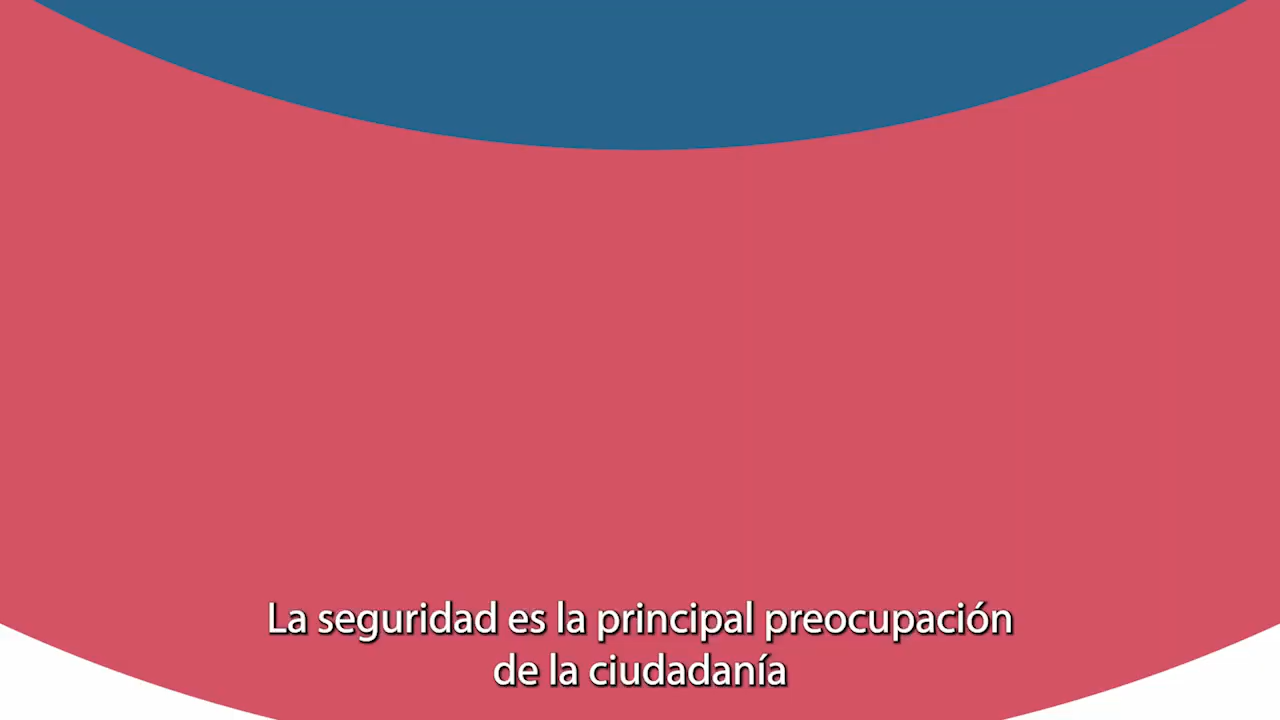 La seguridad es la principal preocupación
de la ciudadanía